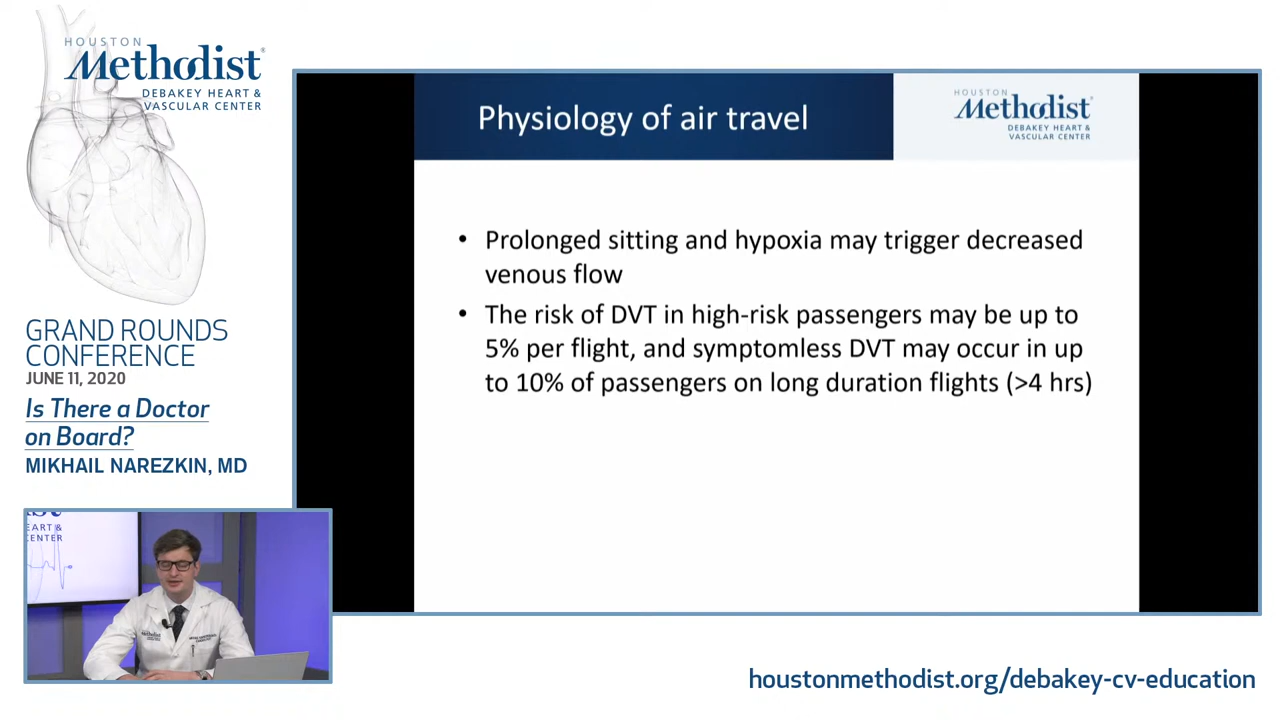 HOUSTON
Methodist
DEBAKEY HEART &
VASCULAR CENTER
GRAND ROUNDS
CONFERENCE
JUNE 11, 2020
Is There a Doctor
on Board?
MIKHAIL NAREZKIN, MD
Physiology of air travel
HOUSTON
Methodist
DEBAKEY HEART &
VASCULAR CENTER
• Prolonged sitting and hypoxia may trigger decreased
venous flow
• The risk of DVT in high-risk passengers may be up to
5% per flight, and symptomless DVT may occur in up
to 10% of passengers on long duration flights (>4 hrs)
EART &
CENTER
Methodist
houstonmethodist.org/debakey-cv-education